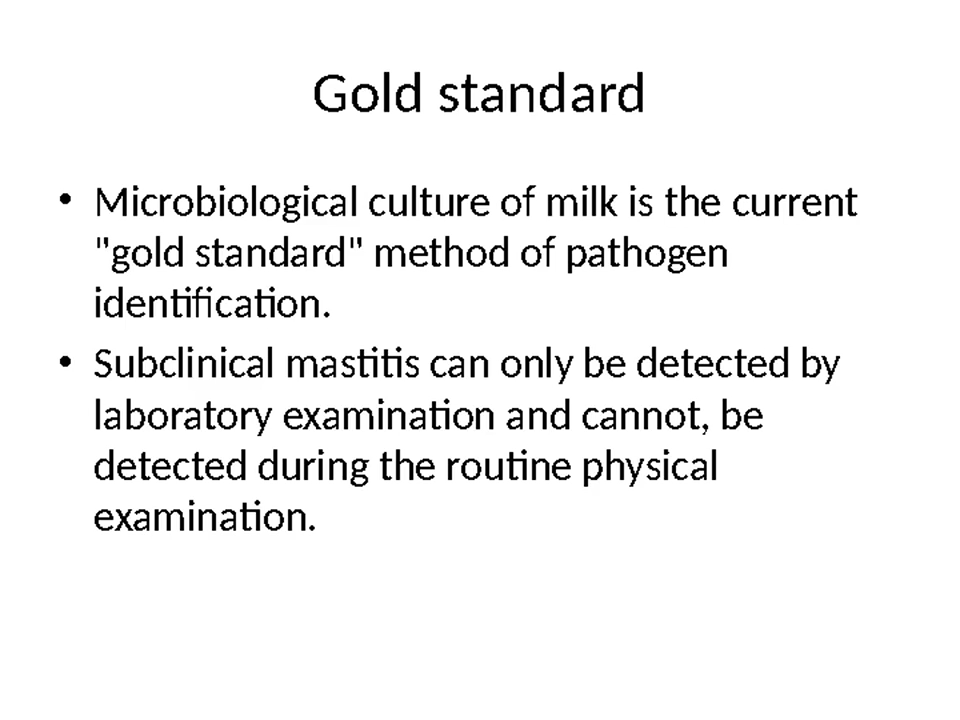 Gold standard
• Microbiological culture of milk is the current
"gold standard" method of pathogen
identification.
• Subclinical mastitis can only be detected by
laboratory examination and cannot, be
detected during the routine physical
examination.